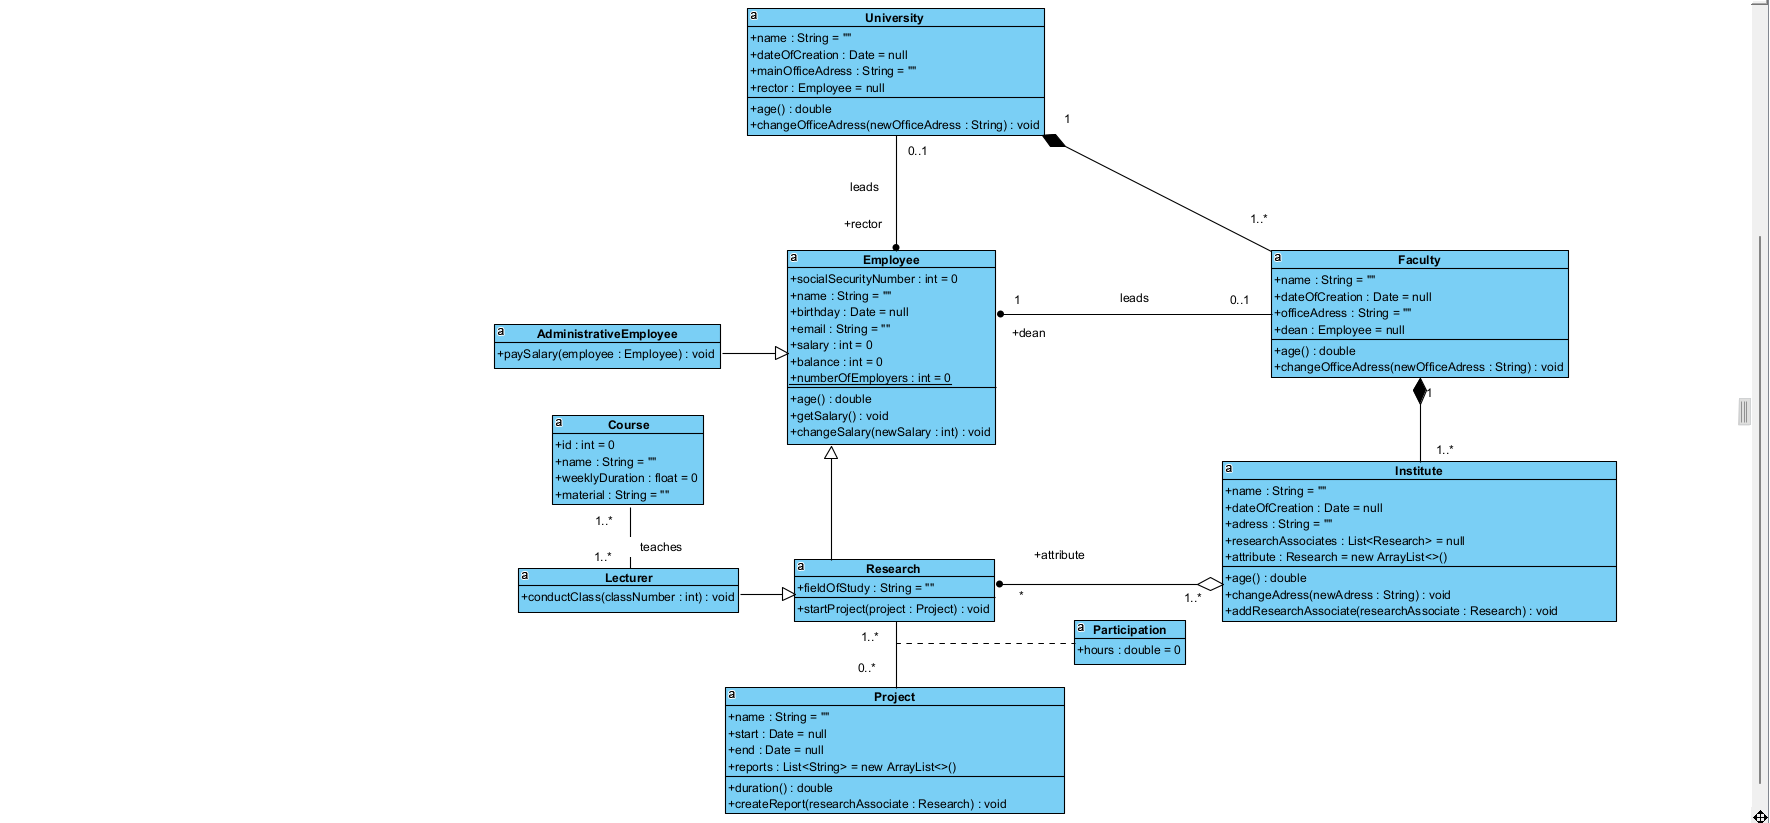 a
University
+name : String = ""
+dateOfCreation : Date = null
+mainOfficeAdress : String = ""
+rector : Employee = null
+age() : double
+changeOfficeAdress(newOfficeAdress : String) : void
1
0..1
leads
+rector
1..*
a
Employee
+socialSecurityNumber : int = 0
+name : String = ""
+birthday : Date = null
+email : String = ""
+salary : int = 0
+balance : int = 0
+numberOfEmployers : int = 0
+age() : double
+getSalary() : void
+changeSalary(newSalary : int) : void
1
leads
0..1
+dean
a
Faculty
+name : String = ""
+dateOfCreation : Date = null
+officeAdress : String = ""
+dean : Employee = null
+age() : double
+changeOfficeAdress(newOfficeAdress : String) : void
1
1..*
a
AdministrativeEmployee
+paySalary(employee : Employee) : void
a
Course
+id : int = 0
+name : String = ""
+weeklyDuration : float = 0
+material : String = ""
1..*
teaches
1..*
a
Lecturer
+conductClass(classNumber : int) : void
a
Research
+fieldOfStudy : String = ""
+startProject(project : Project) : void
+attribute
*
1..*
a
Institute
+name : String = ""
+dateOfCreation : Date = null
+adress : String = ""
+researchAssociates : List<Research> = null
+attribute : Research = new ArrayList<>()
+age() : double
+changeAdress(newAdress : String) : void
+addResearchAssociate(researchAssociate : Research) : void
1..*
0..*
a
Participation
+hours : double = 0
a
Project
+name : String = ""
+start : Date = null
+end : Date = null
+reports : List<String> = new ArrayList<>()
+duration() : double
+createReport(researchAssociate : Research) : void